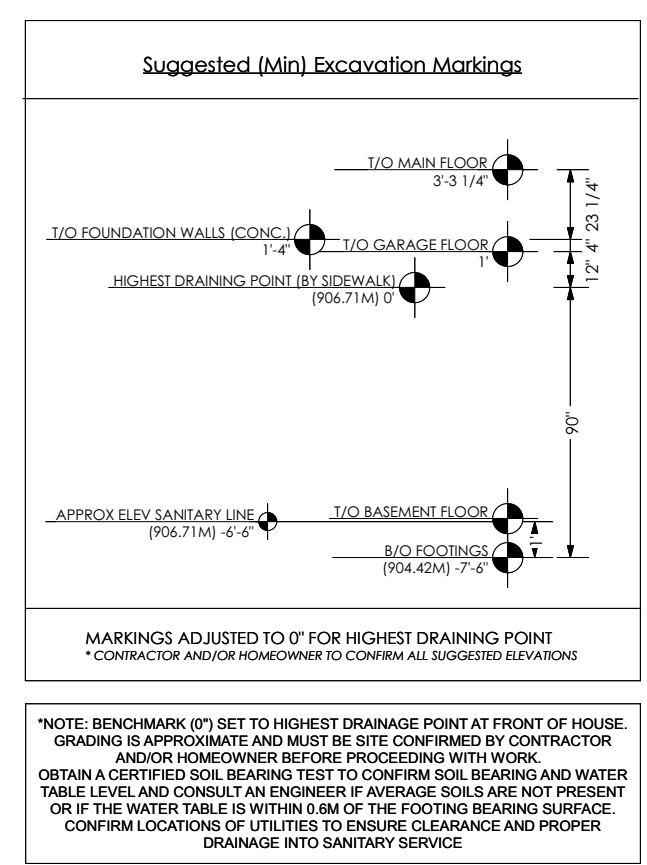 Suggested (Min) Excavation Markings
T/O MAIN FLOOR
3'-3 1/4"
23 1/4"
T/O FOUNDATION WALLS (CONC.)
1'-4"
T/O GARAGE FLOOR
1'
4"
12"
HIGHEST DRAINING POINT (BY SIDEWALK)
(906.71M) 0'
90"
APPROX ELEV SANITARY LINE
(906.71M) -6'-6"
T/O BASEMENT FLOOR
1'
B/O FOOTINGS
(904.42M) -7'-6"
MARKINGS ADJUSTED TO 0" FOR HIGHEST DRAINING POINT
* CONTRACTOR AND/OR HOMEOWNER TO CONFIRM ALL SUGGESTED ELEVATIONS
*NOTE: BENCHMARK (0") SET TO HIGHEST DRAINAGE POINT AT FRONT OF HOUSE.
GRADING IS APPROXIMATE AND MUST BE SITE CONFIRMED BY CONTRACTOR
AND/OR HOMEOWNER BEFORE PROCEEDING WITH WORK.
OBTAIN A CERTIFIED SOIL BEARING TEST TO CONFIRM SOIL BEARING AND WATER
TABLE LEVEL AND CONSULT AN ENGINEER IF AVERAGE SOILS ARE NOT PRESENT
OR IF THE WATER TABLE IS WITHIN 0.6M OF THE FOOTING BEARING SURFACE.
CONFIRM LOCATIONS OF UTILITIES TO ENSURE CLEARANCE AND PROPER
DRAINAGE INTO SANITARY SERVICE